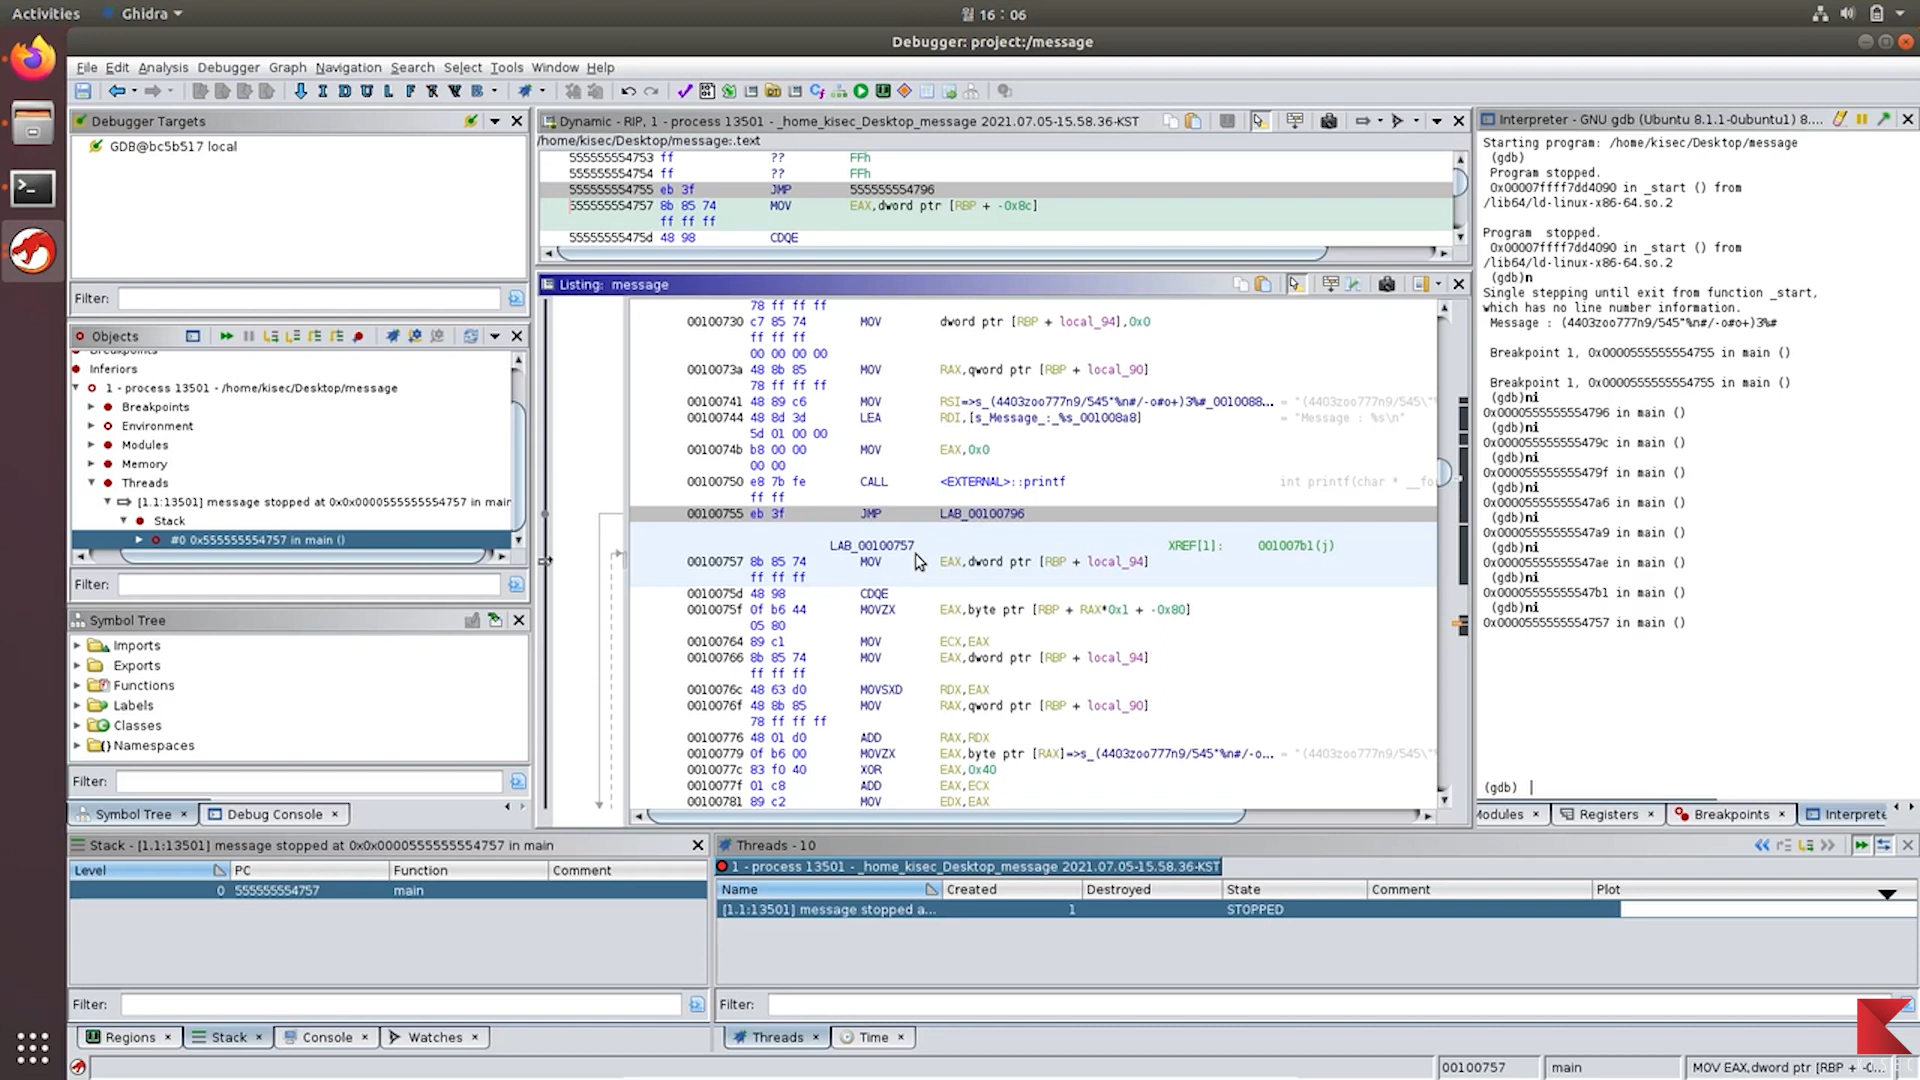 Activities
Ghidra
월 16 : 06
Debugger: project:/message
File Edit Analysis Debugger Graph Navigation Search Select Tools Window Help
Debugger Targets
GDB@bc5b517 local
Filter:
Objects
Breakpoints
Inferiors
1 - process 13501 - /home/kisec/Desktop/message
Breakpoints
Environment
Modules
Memory
Threads
[1.1:13501] message stopped at 0x0x0000555555554757 in main
Stack
#0 0x555555554757 in main ()
Filter:
Symbol Tree
Imports
Exports
Functions
Labels
Classes
Namespaces
Filter:
Symbol Tree
Debug Console
Dynamic - RIP, 1 - process 13501 - _home_kisec_Desktop_message 2021.07.05-15.58.36-KST
/home/kisec/Desktop/message:.text
555555554753 ff ?? FFh
555555554754 ff ?? FFh
555555554755 eb 3f JMP 555555554796
555555554757 8b 85 74 MOV EAX,dword ptr [RBP + -0x8c]
ff ff ff
55555555475d 48 98 CDQE
Listing: message
78 ff ff ff
00100730 c7 85 74 MOV dword ptr [RBP + local_94],0x0
ff ff ff
00 00 00 00
0010073a 48 8b 85 MOV RAX,qword ptr [RBP + local_90]
78 ff ff ff
00100741 48 89 c6 MOV RSI=>s_(4403zoo777n9/545*%n#/-o#o+)3%#_0010088... = "(4403zoo777n9/545\"%
00100744 48 8d 3d LEA RDI,[s_Message_:_%s_001008a8] = "Message : %s\n"
5d 01 00 00
0010074b b8 00 00 MOV EAX,0x0
00 00
00100750 e8 7b fe CALL <EXTERNAL>::printf int printf(char * __fo
ff ff
00100755 eb 3f JMP LAB_00100796
LAB_00100757 XREF[1]: 001007b1(j)
00100757 8b 85 74 MOV EAX,dword ptr [RBP + local_94]
ff ff ff
0010075d 48 98 CDQE
0010075f 0f b6 44 MOVZX EAX,byte ptr [RBP + RAX*0x1 + -0x80]
05 80
00100764 89 c1 MOV ECX,EAX
00100766 8b 85 74 MOV EAX,dword ptr [RBP + local_94]
ff ff ff
0010076c 48 63 d0 MOVSXD RDX,EAX
0010076f 48 8b 85 MOV RAX,qword ptr [RBP + local_90]
78 ff ff ff
00100776 48 01 d0 ADD RAX,RDX
00100779 0f b6 00 MOVZX EAX,byte ptr [RAX]=>s_(4403zoo777n9/545*%n#/-o... = "(4403zoo777n9/545\"%
0010077c 83 f0 40 XOR EAX,0x40
0010077f 01 c8 ADD EAX,ECX
00100781 89 c2 MOV EDX,EAX
Interpreter - GNU gdb (Ubuntu 8.1.1-0ubuntu1) 8....
Starting program: /home/kisec/Desktop/message
(gdb)
Program stopped.
0x00007ffff7dd4090 in _start () from
/lib64/ld-linux-x86-64.so.2
Program stopped.
0x00007ffff7dd4090 in _start () from
/lib64/ld-linux-x86-64.so.2
(gdb)n
Single stepping until exit from function _start,
which has no line number information.
Message : (4403zoo777n9/545*%n#/-o#o+)3%#
Breakpoint 1, 0x0000555555554755 in main ()
Breakpoint 1, 0x0000555555554755 in main ()
(gdb)ni
0x0000555555554796 in main ()
(gdb)ni
0x000055555555479c in main ()
(gdb)ni
0x000055555555479f in main ()
(gdb)ni
0x00005555555547a6 in main ()
(gdb)ni
0x00005555555547a9 in main ()
(gdb)ni
0x00005555555547ae in main ()
(gdb)ni
0x00005555555547b1 in main ()
(gdb)ni
0x0000555555554757 in main ()
(gdb)
Modules Registers Breakpoints Interprete
Stack - [1.1:13501] message stopped at 0x0x0000555555554757 in main
Level PC Function Comment
0 555555554757 main
Filter:
Regions Stack Console Watches
Threads - 10
1 - process 13501 - _home_kisec_Desktop_message 2021.07.05-15.58.36-KST
Name Created Destroyed State Comment Plot
[1.1:13501] message stopped a... 1 STOPPED
Filter:
Threads Time
00100757 main MOV EAX,dword ptr [RBP + -0...